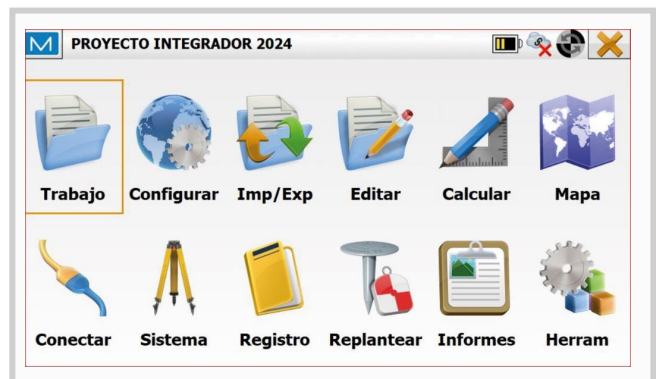 PROYECTO INTEGRADOR 2024
Trabajo Configurar Imp/Exp Editar Calcular Mapa
Conectar Sistema Registro Replantear Informes Herram